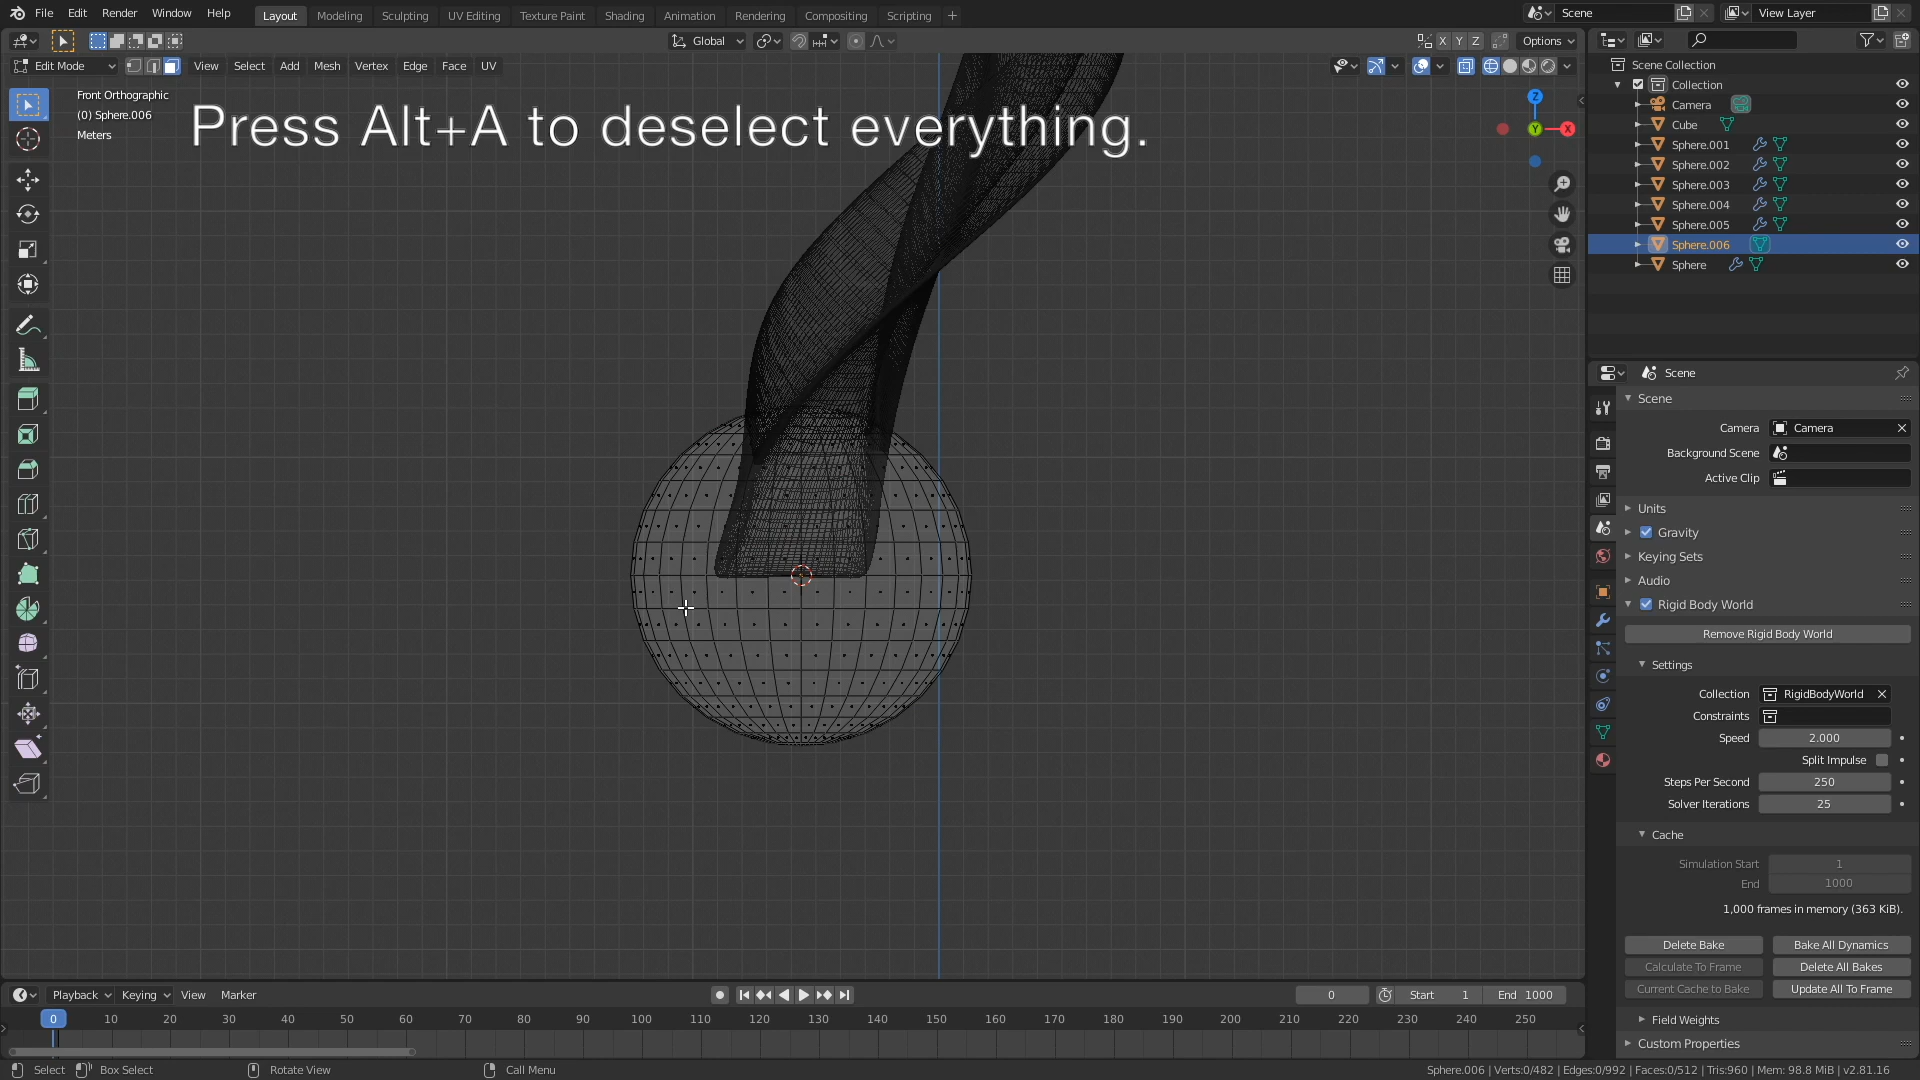 File Edit Render Window Help Layout Modeling Sculpting UV Editing Texture Paint Shading Animation Rendering Compositing Scripting + Scene View Layer
Global X Y Z Options
Edit Mode View Select Add Mesh Vertex Edge Face UV
Front Orthographic
(0) Sphere.006
Meters
Press Alt+A to deselect everything.
Z
Y
X
Scene Collection
Collection
Camera
Cube
Sphere.001
Sphere.002
Sphere.003
Sphere.004
Sphere.005
Sphere.006
Sphere
Scene
Scene
Camera Camera
Background Scene
Active Clip
Units
Gravity
Keying Sets
Audio
Rigid Body World
Remove Rigid Body World
Settings
Collection RigidBodyWorld
Constraints
Speed 2.000
Split Impulse
Steps Per Second 250
Solver Iterations 25
Cache
Simulation Start 1
End 1000
1,000 frames in memory (363 KiB).
Delete Bake Bake All Dynamics
Calculate To Frame Delete All Bakes
Current Cache to Bake Update All To Frame
Field Weights
Custom Properties
Playback Keying View Marker 0 Start 1 End 1000
0 10 20 30 40 50 60 70 80 90 100 110 120 130 140 150 160 170 180 190 200 210 220 230 240 250
Select Box Select Rotate View Call Menu Sphere.006 | Verts:0/482 | Edges:0/992 | Faces:0/512 | Tris:960 | Mem: 98.8 MiB | v2.81.16